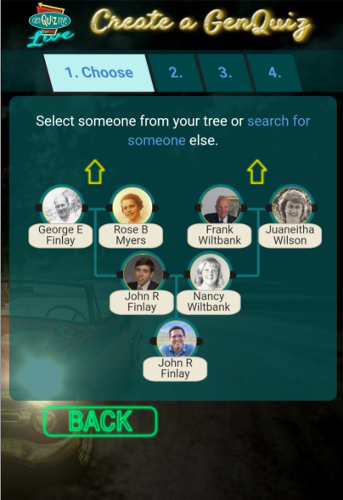 GENQUIZINE
Live
Create a GenQuiz
1. Choose
2.
3.
4.
Select someone from your tree or search for
someone else.
George E
Finlay
Rose B
Myers
Frank
Wiltbank
Juaneitha
Wilson
John R
Finlay
Nancy
Wiltbank
John R
Finlay
BACK